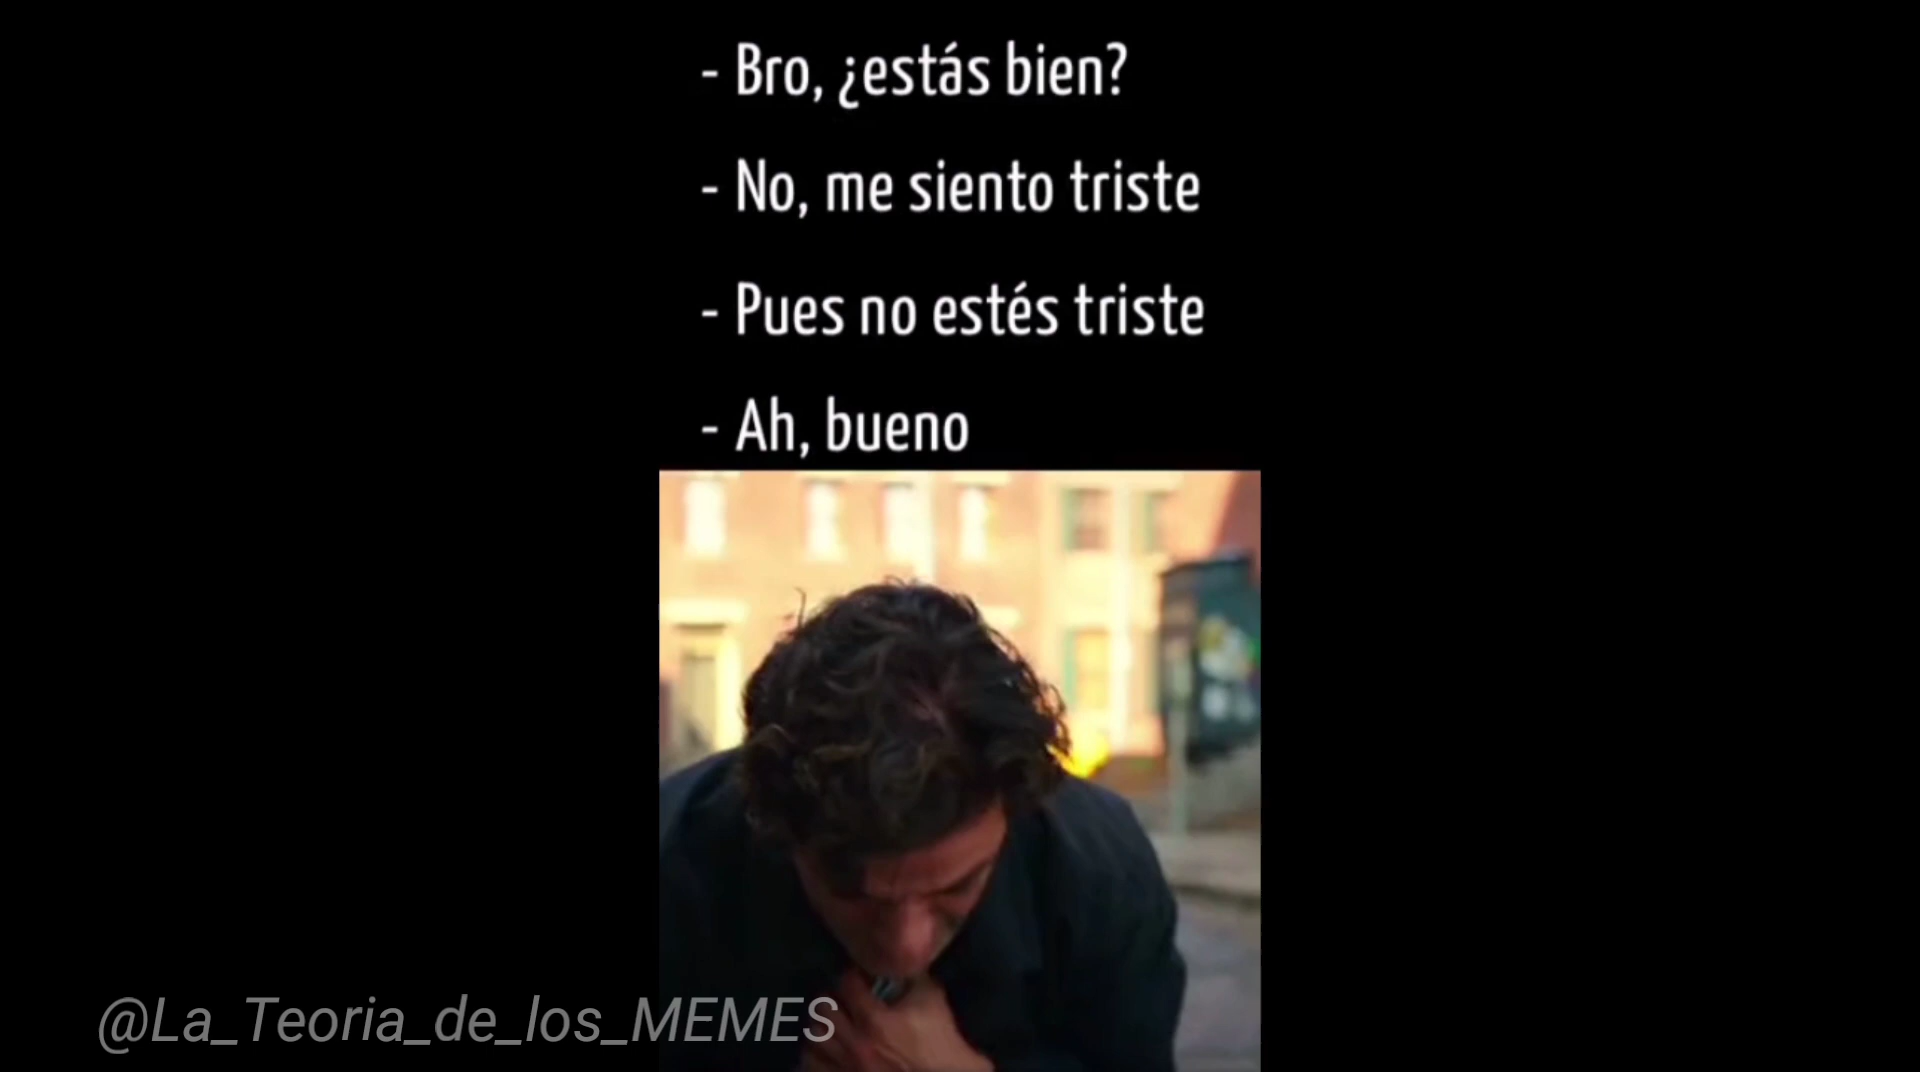 - Bro, ¿estás bien?
- No, me siento triste
- Pues no estés triste
- Ah, bueno
@La_Teoria_de_los_MEMES